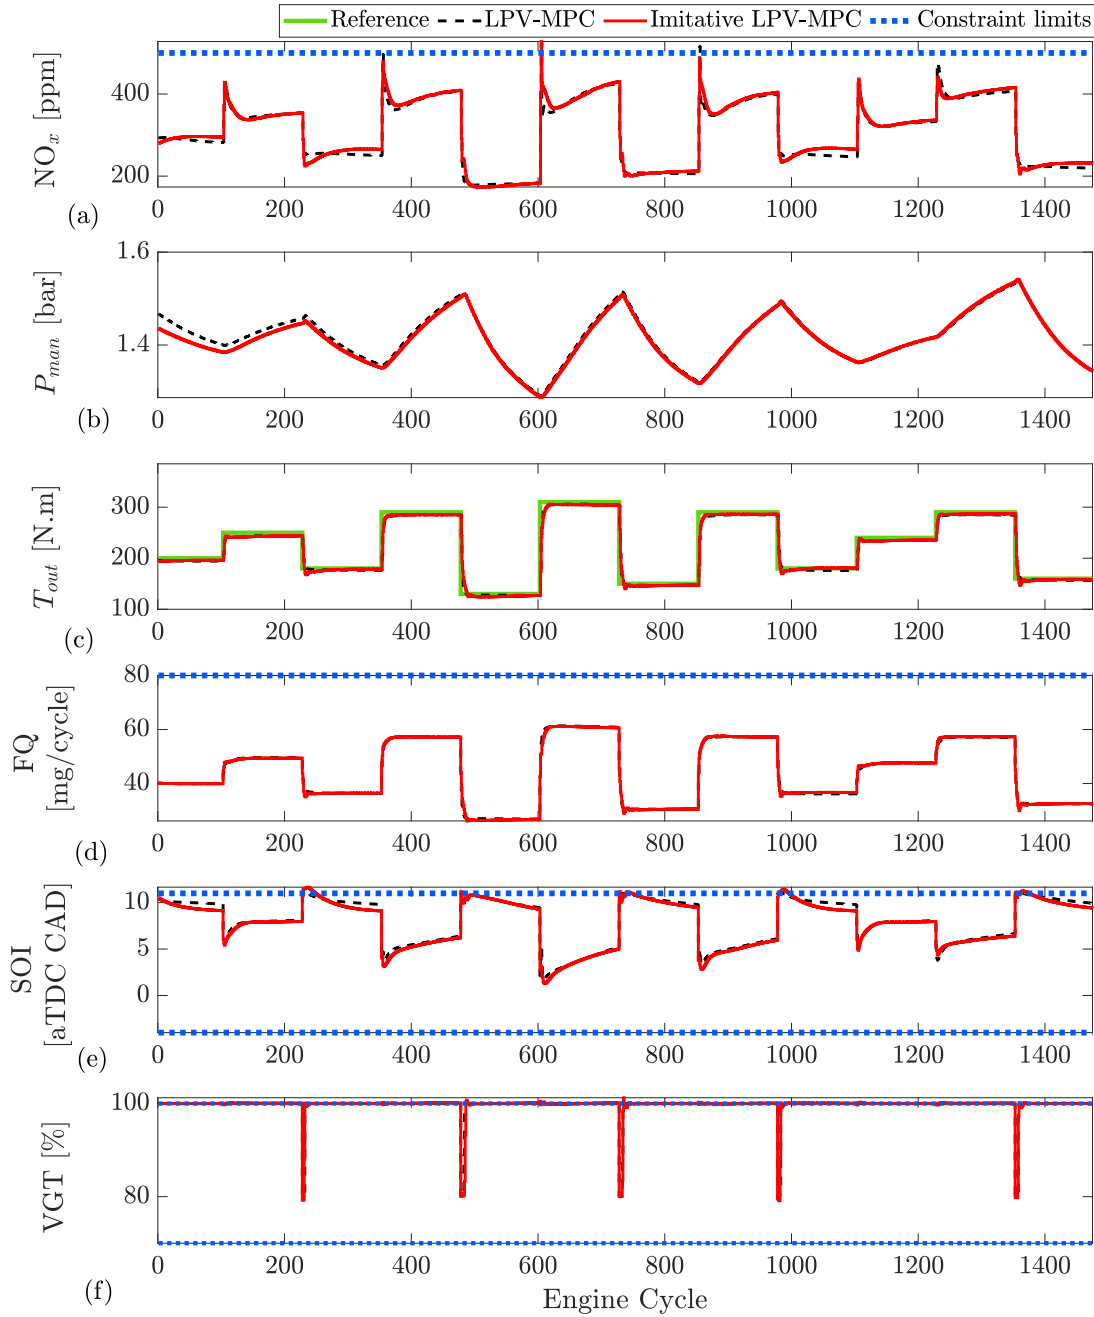 Reference LPV-MPC Imitative LPV-MPC Constraint limits
NOx [ppm]
400
200
(a)
0 200 400 600 800 1000 1200 1400
Pman [bar]
1.6
1.4
(b)
0 200 400 600 800 1000 1200 1400
Tout [N.m]
300
200
100
(c)
0 200 400 600 800 1000 1200 1400
FQ
[mg/cycle]
80
60
40
(d)
0 200 400 600 800 1000 1200 1400
SOI
[aTDC CAD]
10
5
0
(e)
0 200 400 600 800 1000 1200 1400
VGT [%]
100
80
(f)
0 200 400 600 800 1000 1200 1400
Engine Cycle